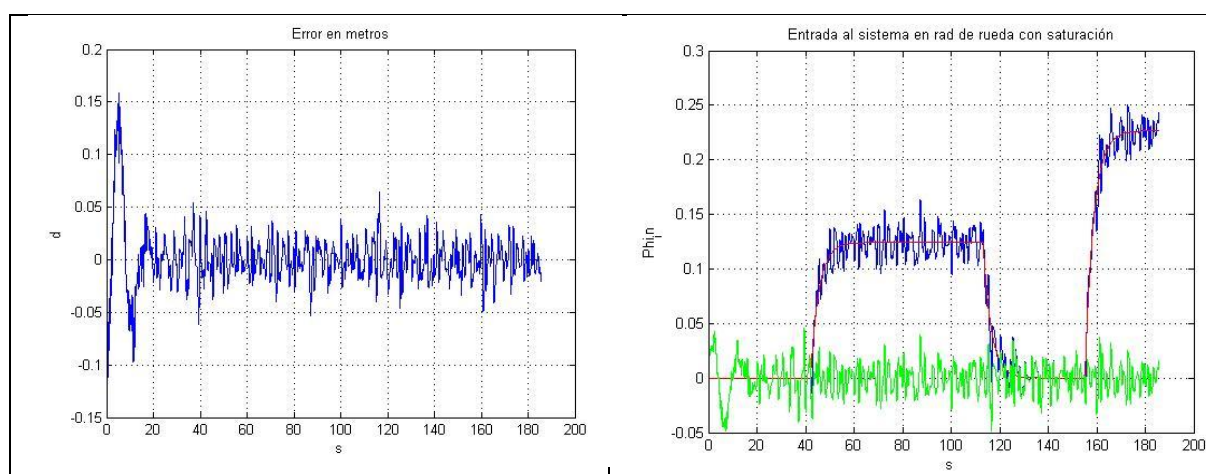 Error en metros
0.2
0.15
0.1
0.05
0
-0.05
-0.1
-0.15
d
0 20 40 60 80 100 120 140 160 180 200
s
Entrada al sistema en rad de rueda con saturación
0.3
0.25
0.2
0.15
0.1
0.05
0
-0.05
Phi_in
0 20 40 60 80 100 120 140 160 180 200
s